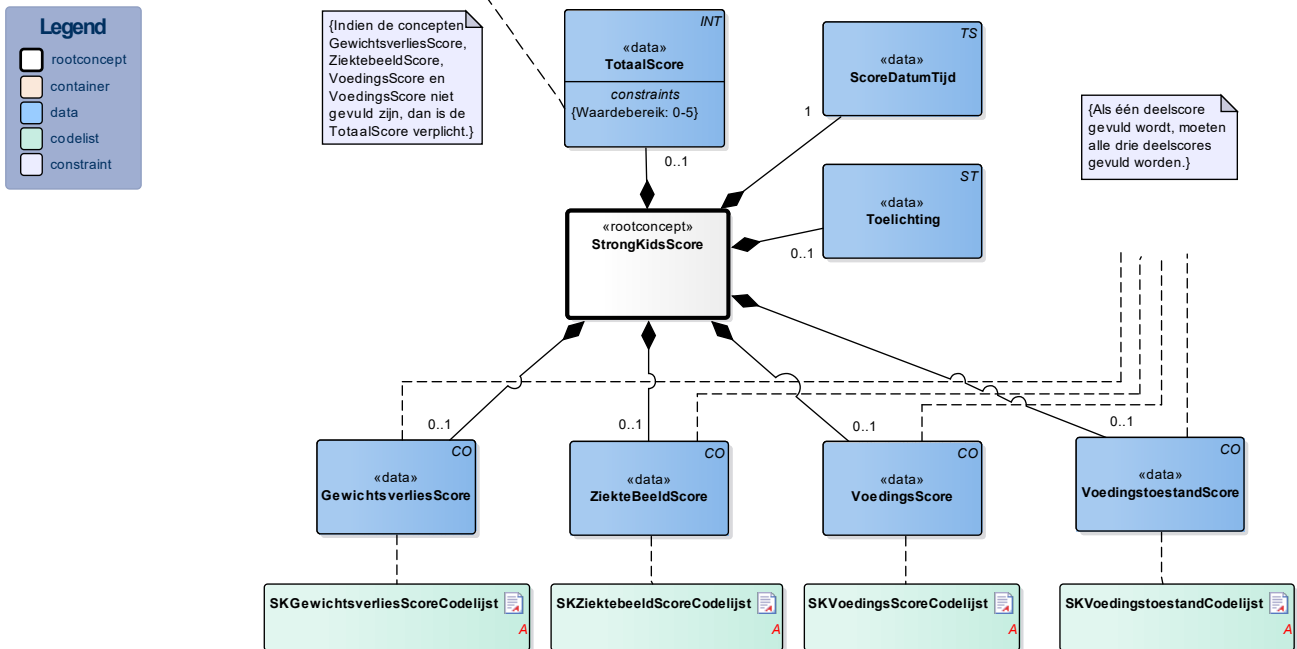 Legend
rootconcept
container
data
codelist
constraint
{Indien de concepten
GewichtsverliesScore,
ZiektebeeldScore,
VoedingsScore en
VoedingsScore niet
gevuld zijn, dan is de
TotaalScore verplicht.}
INT
«data»
TotaalScore
constraints
{Waardebereik: 0-5}
TS
«data»
ScoreDatumTijd
{Als één deelscore
gevuld wordt, moeten
alle drie deelscores
gevuld worden.}
1
0..1
ST
«data»
Toelichting
0..1
«rootconcept»
StrongKidsScore
0..1
0..1
0..1
0..1
CO
«data»
GewichtsverliesScore
CO
«data»
ZiekteBeeldScore
CO
«data»
VoedingsScore
CO
«data»
VoedingstoestandScore
SKGewichtsverliesScoreCodelijst
A
SKZiektebeeldScoreCodelijst
A
SKVoedingsScoreCodelijst
A
SKVoedingstoestandCodelijst
A